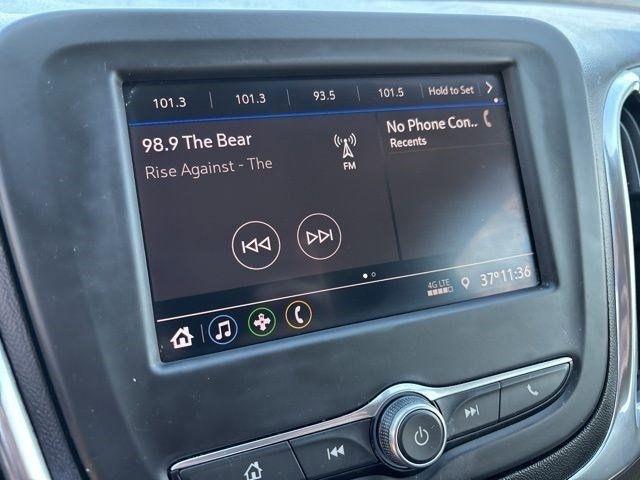 101.3 101.3 93.5 101.5 Hold to Set
98.9 The Bear
Rise Against - The
FM
No Phone Con..
Recents
4G LTE
37° 11:36